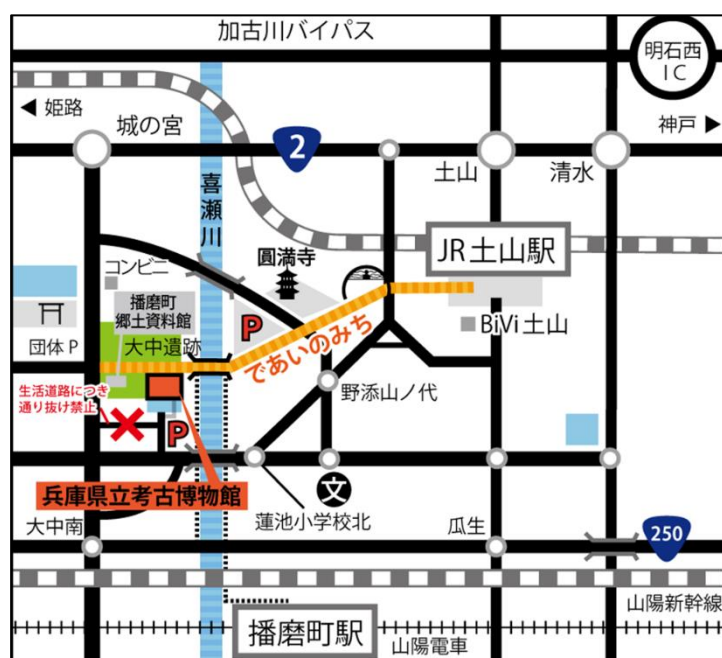 加古川バイパス
明石西
IC
◀ 姫路
神戸 ▶
城の宮
2
土山
清水
喜瀬川
JR土山駅
圓満寺
コンビニ
播磨町
郷土資料館
P
BiVi土山
であいのみち
団体P
大中遺跡
野添山ノ代
生活道路につき
通り抜け禁止
P
兵庫県立考古博物館
文
蓮池小学校北
大中南
瓜生
250
山陽新幹線
播磨町駅
山陽電車